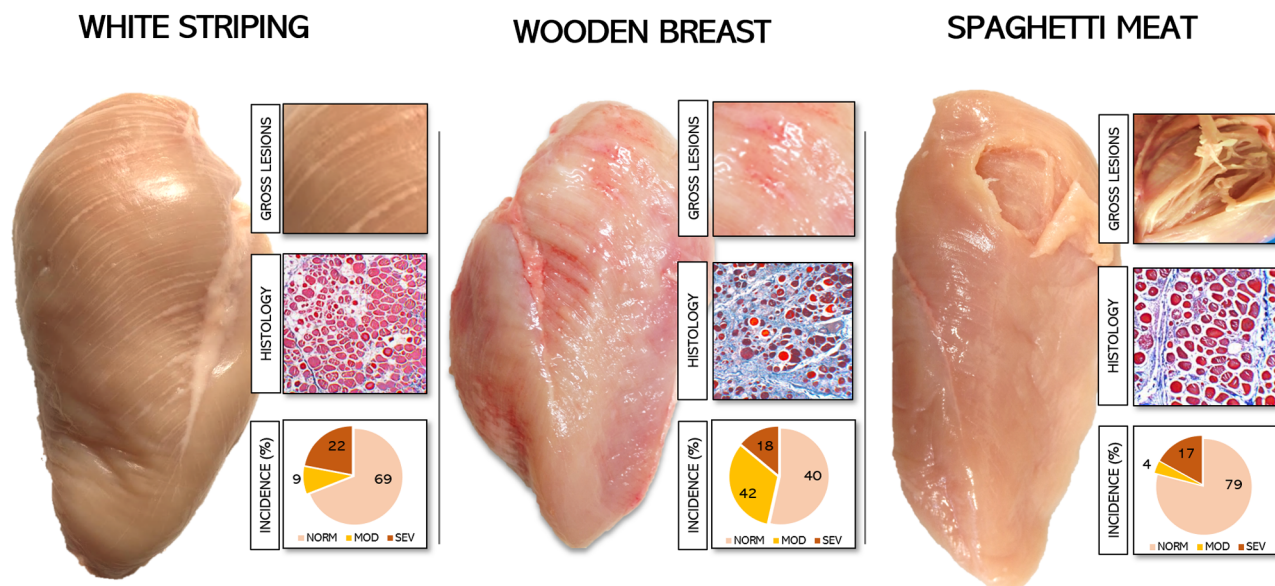 WHITE STRIPING
GROSS LESIONS
HISTOLOGY
INCIDENCE (%)
22
9
69
NORM MOD SEV
WOODEN BREAST
GROSS LESIONS
HISTOLOGY
INCIDENCE (%)
18
42
40
NORM MOD SEV
SPAGHETTI MEAT
GROSS LESIONS
HISTOLOGY
INCIDENCE (%)
17
4
79
NORM MOD SEV